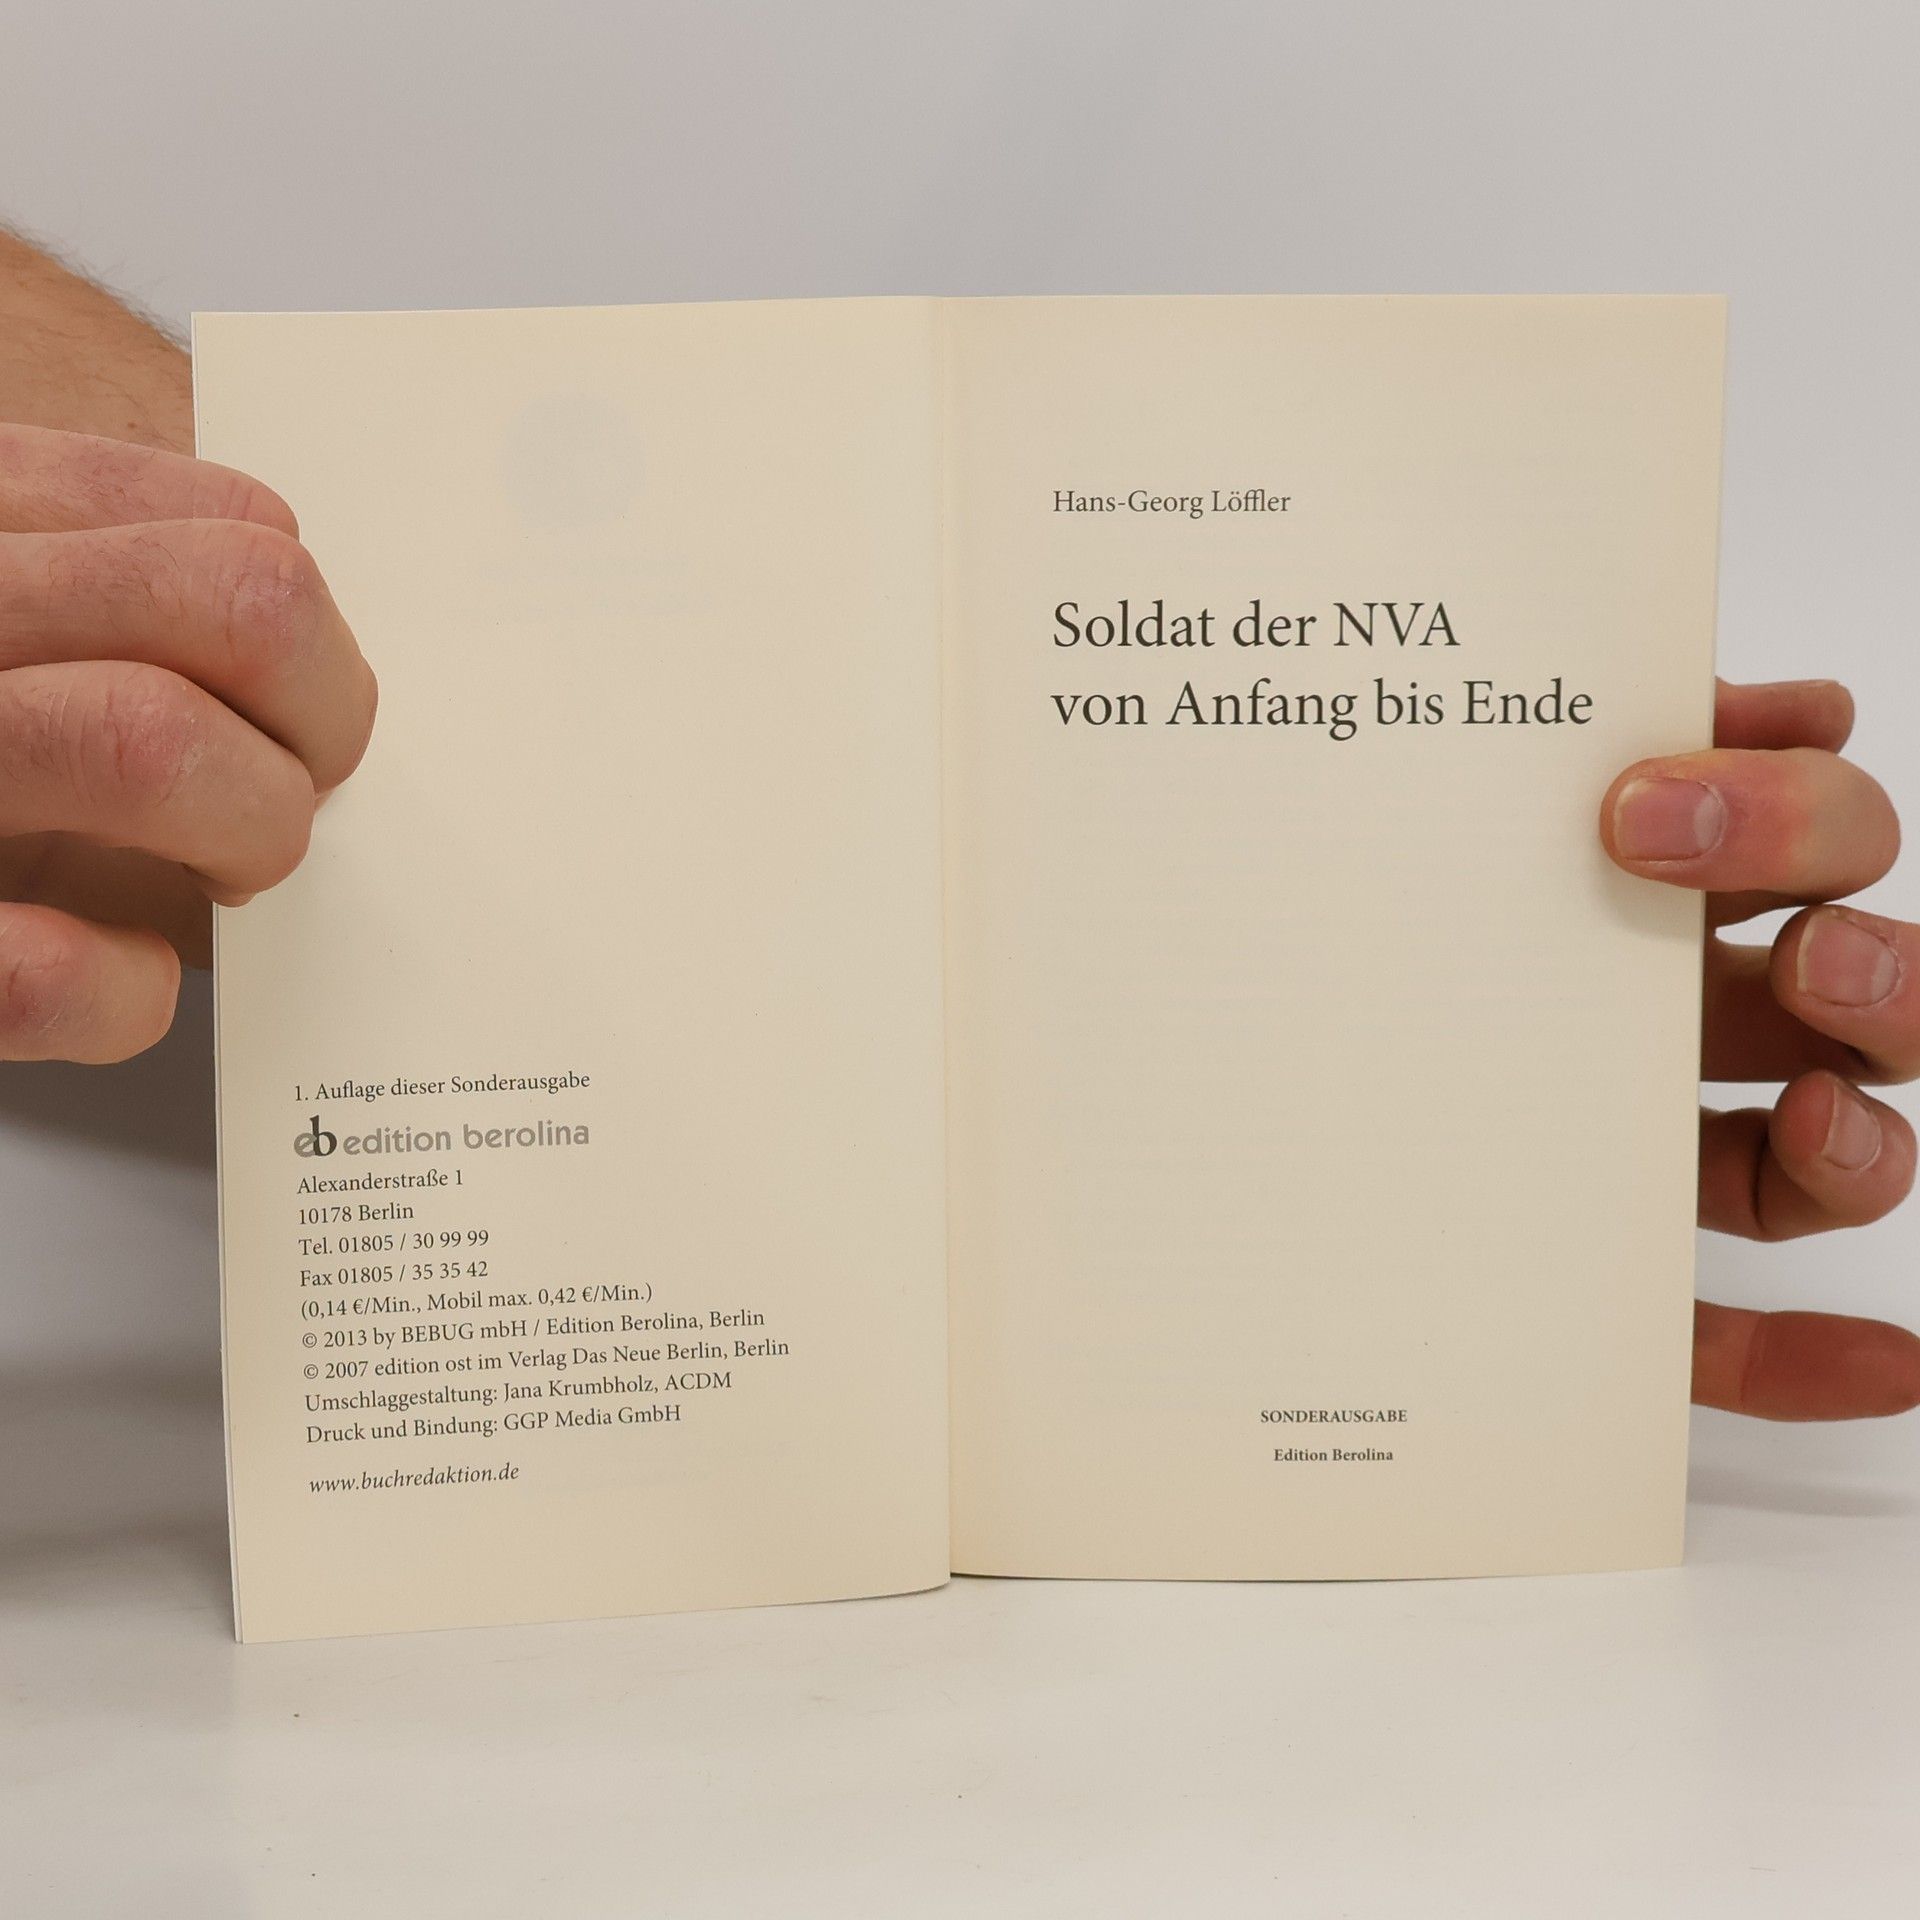 1. Auflage dieser Sonderausgabe
eb edition berolina
Alexanderstraße 1
10178 Berlin
Tel. 01805 / 30 99 99
Fax 01805 / 35 35 42
(0,14 €/Min., Mobil max. 0,42 €/Min.)
© 2013 by BEBUG mbH / Edition Berolina, Berlin
© 2007 edition ost im Verlag Das Neue Berlin, Berlin
Umschlaggestaltung: Jana Krumbholz, ACDM
Druck und Bindung: GGP Media GmbH
www.buchredaktion.de
Hans-Georg Löffler
Soldat der NVA
von Anfang bis Ende
SONDERAUSGABE
Edition Berolina